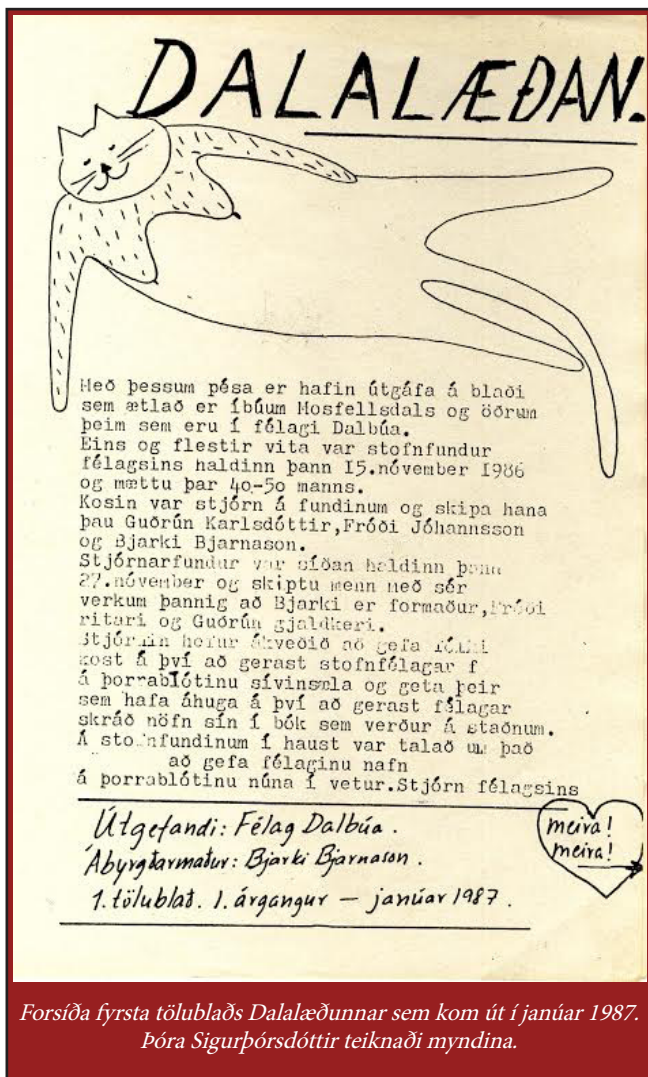 DALALÆÐAN.
Með þessum pésa er hafin útgáfa á blaði
sem ætlað er íbúum Mosfellsdals og öðrum
þeim sem eru í félagi Dalbúa.
Eins og flestir vita var stofnfundur
félagsins haldinn þann 15.nóvember 1986
og mættu þar 40-50 manns.
Kosin var stjórn á fundinum og skipa hana
þau Guðrún Karlsdóttir,Fróði Jóhannsson
og Bjarki Bjarnason.
Stjórnarfundur var síðan haldinn þann
27.nóvember og skiptu menn með sér
verkum þannig að Bjarki er formaður,Fróði
ritari og Guðrún gjaldkeri.
Stjórnin hefur ákveðið að gefa fólki
kost á því að gerast stofnfélagar f
á þorrablótinu sívinsæla og geta þeir
sem hafa áhuga á því að gerast félagar
skráð nöfn sín í bók sem verður á staðnum.
Á stofnfundinum í haust var talað um það
að gefa félaginu nafn
á þorrablótinu núna í vetur.Stjórn félagsins
Útgefandi: Félag Dalbúa.
Ábyrgðarmaður: Bjarki Bjarnason.
1. tölublað. 1. árgangur – janúar 1987.
meira!
meira!
Forsíða fyrsta tölublaðs Dalalæðunnar sem kom út í janúar 1987.
Þóra Sigurþórsdóttir teiknaði myndina.